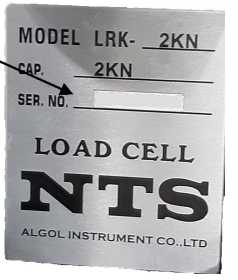 MODEL LRK- 2KN
CAP. 2KN
SER. NO.
LOAD CELL
NTS
ALGOL INSTRUMENT CO.,LTD